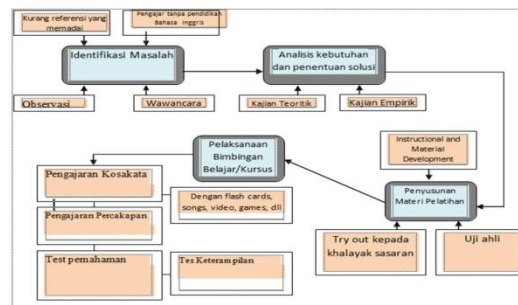 Kurang referensi yang
memadai
Pengajar tanpa pendidikan
Bahasa Inggris
Identifikasi Masalah
Analisis kebutuhan
dan penentuan solusi
Observasi
Wawancara
Kajian Teoritik
Kajian Empirik
Pelaksanaan
Bimbingan
Belajar/Kursus
Instructional and
Material
Development
Pengajaran Kosakata
Dengan flash cards,
songs, video, games, dll
Penyusunan
Materi Pelatihan
Pengajaran Percakapan
Try out kepada
khalayak sasaran
Uji ahli
Test pemahaman
Tes Keterampilan